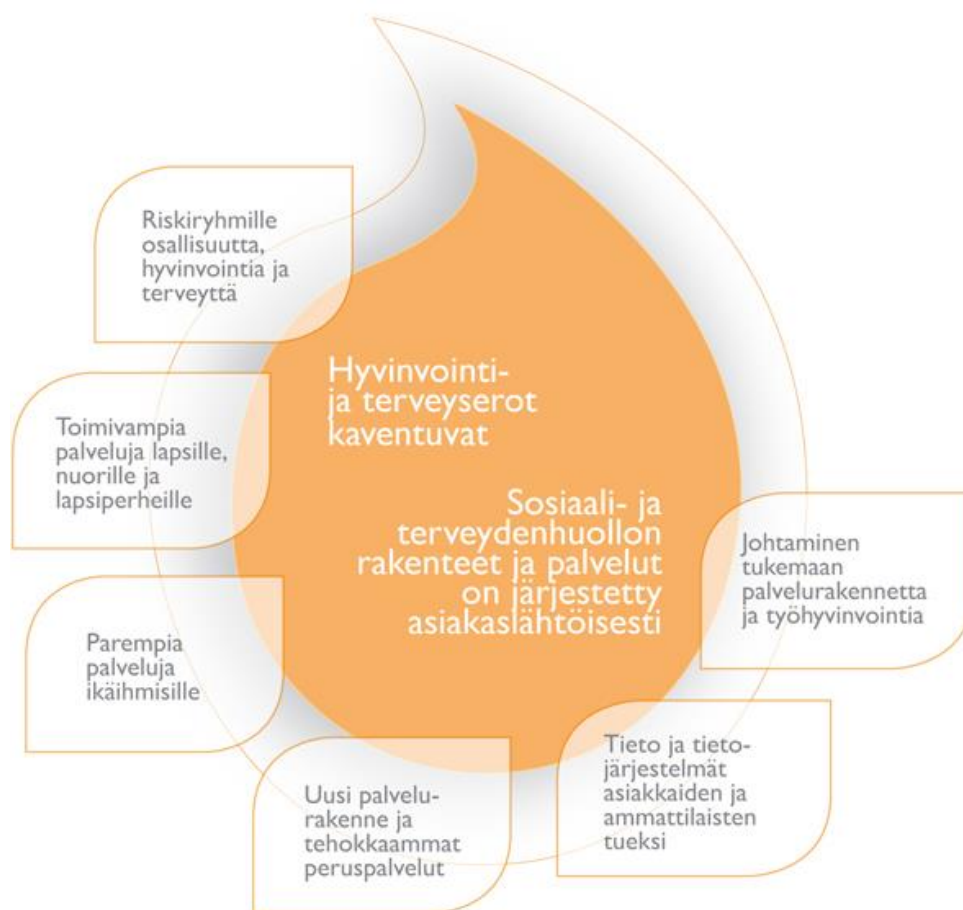 Riskiryhmille
osallisuutta,
hyvinvointia ja
terveyttä
Hyvinvointi-
ja terveyserot
kaventuvat
Toimivampia
palveluja lapsille,
nuorille ja
lapsiperheille
Sosiaali- ja
terveydenhuollon
rakenteet ja palvelut
on järjestetty
asiakaslähtöisesti
Johtaminen
tukemaan
palvelurakennetta
ja työhyvinvointia
Parempia
palveluja
ikäihmisille
Uusi palvelu-
rakenne ja
tehokkaammat
peruspalvelut
Tieto ja tieto-
järjestelmät
asiakkaiden ja
ammattilaisten
tueksi